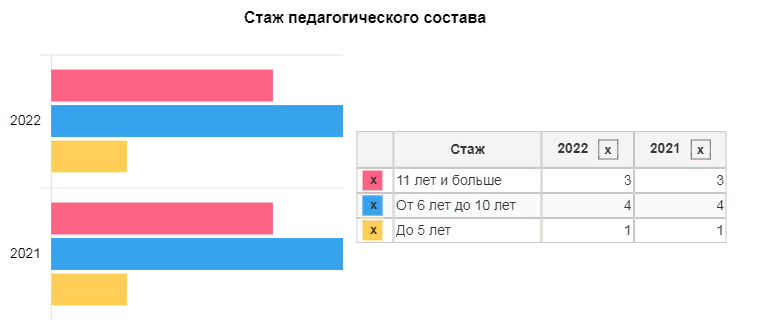 Стаж педагогического состава
2022
2021
Стаж 2022 x 2021 x
x 11 лет и больше 3 3
x От 6 лет до 10 лет 4 4
x До 5 лет 1 1